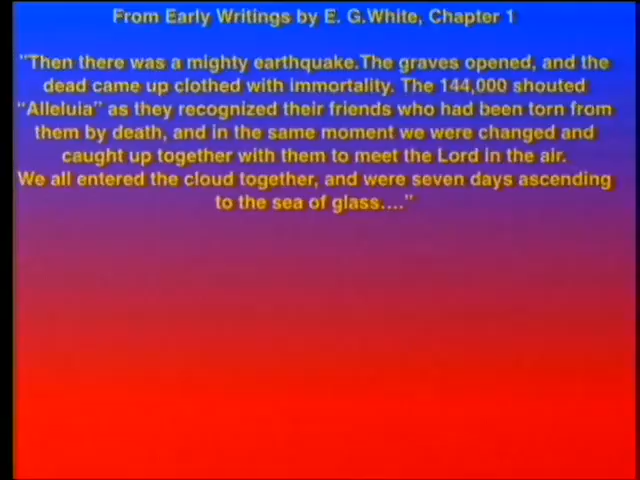 From Early Writings by E. G.White, Chapter 1
"Then there was a mighty earthquake.The graves opened, and the
dead came up clothed with immortality. The 144,000 shouted
"Alleluia" as they recognized their friends who had been torn from
them by death, and in the same moment we were changed and
caught up together with them to meet the Lord in the air.
We all entered the cloud together, and were seven days ascending
to the sea of glass...."